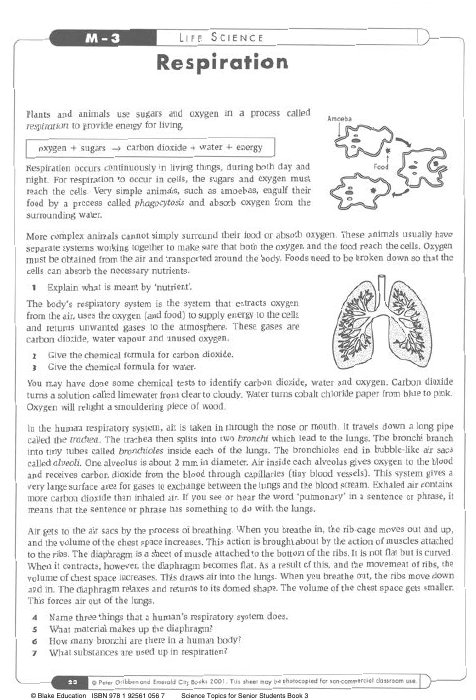 M – 3
LIFE SCIENCE
Respiration
Plants and animals use sugars and oxygen in a process called
respiration to provide energy for living.
oxygen + sugars → carbon dioxide + water + energy
Respiration occurs continuously in living things, during both day and
night. For respiration to occur in cells, the sugars and oxygen must
reach the cells. Very simple animals, such as amoebas, engulf their
food by a process called phagocytosis and absorb oxygen from the
surrounding water.
Amoeba
Food
More complex animals cannot simply surround their food or absorb oxygen. These animals usually have
separate systems working together to make sure that both the oxygen and the food reach the cells. Oxygen
must be obtained from the air and transported around the body. Foods need to be broken down so that the
cells can absorb the necessary nutrients.
1 Explain what is meant by 'nutrient'.
The body's respiratory system is the system that extracts oxygen
from the air, uses the oxygen (and food) to supply energy to the cells
and returns unwanted gases to the atmosphere. These gases are
carbon dioxide, water vapour and unused oxygen.
2 Give the chemical formula for carbon dioxide.
3 Give the chemical formula for water.
You may have done some chemical tests to identify carbon dioxide, water and oxygen. Carbon dioxide
turns a solution called limewater from clear to cloudy. Water turns cobalt chloride paper from blue to pink.
Oxygen will relight a smouldering piece of wood.
In the human respiratory system, air is taken in through the nose or mouth. It travels down a long pipe
called the trachea. The trachea then splits into two bronchi which lead to the lungs. The bronchi branch
into tiny tubes called bronchioles inside each of the lungs. The bronchioles end in bubble-like air sacs
called alveoli. One alveolus is about 2 mm in diameter. Air inside each alveolus gives oxygen to the blood
and receives carbon dioxide from the blood through capillaries (tiny blood vessels). This system gives a
very large surface area for gases to exchange between the lungs and the blood stream. Exhaled air contains
more carbon dioxide than inhaled air. If you see or hear the word 'pulmonary' in a sentence or phrase, it
means that the sentence or phrase has something to do with the lungs.
Air gets to the air sacs by the process of breathing. When you breathe in, the rib-cage moves out and up,
and the volume of the chest space increases. This action is brought about by the action of muscles attached
to the ribs. The diaphragm is a sheet of muscle attached to the bottom of the ribs. It is not flat but is curved.
When it contracts, however, the diaphragm becomes flat. As a result of this, and the movement of ribs, the
volume of chest space increases. This draws air into the lungs. When you breathe out, the ribs move down
and in. The diaphragm relaxes and returns to its domed shape. The volume of the chest space gets smaller.
This forces air out of the lungs.
4 Name three things that a human's respiratory system does.
5 What material makes up the diaphragm?
6 How many bronchi are there in a human body?
7 What substances are used up in respiration?
© Peter Gribben and Emerald City Books 2001. This sheet may be photocopied for non-commercial classroom use.
© Blake Education ISBN 978 1 92561 056 7 Science Topics for Senior Students Book 3